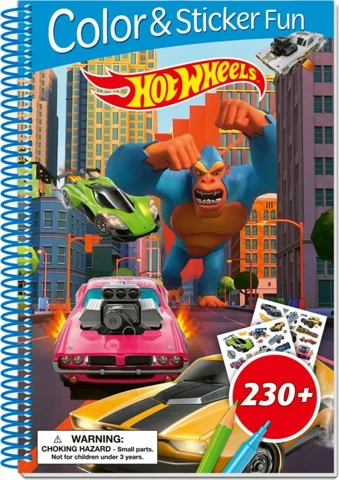 Color & Sticker Fun
Hot Wheels
230+
⚠ WARNING:
CHOKING HAZARD - Small parts.
Not for children under 3 years.